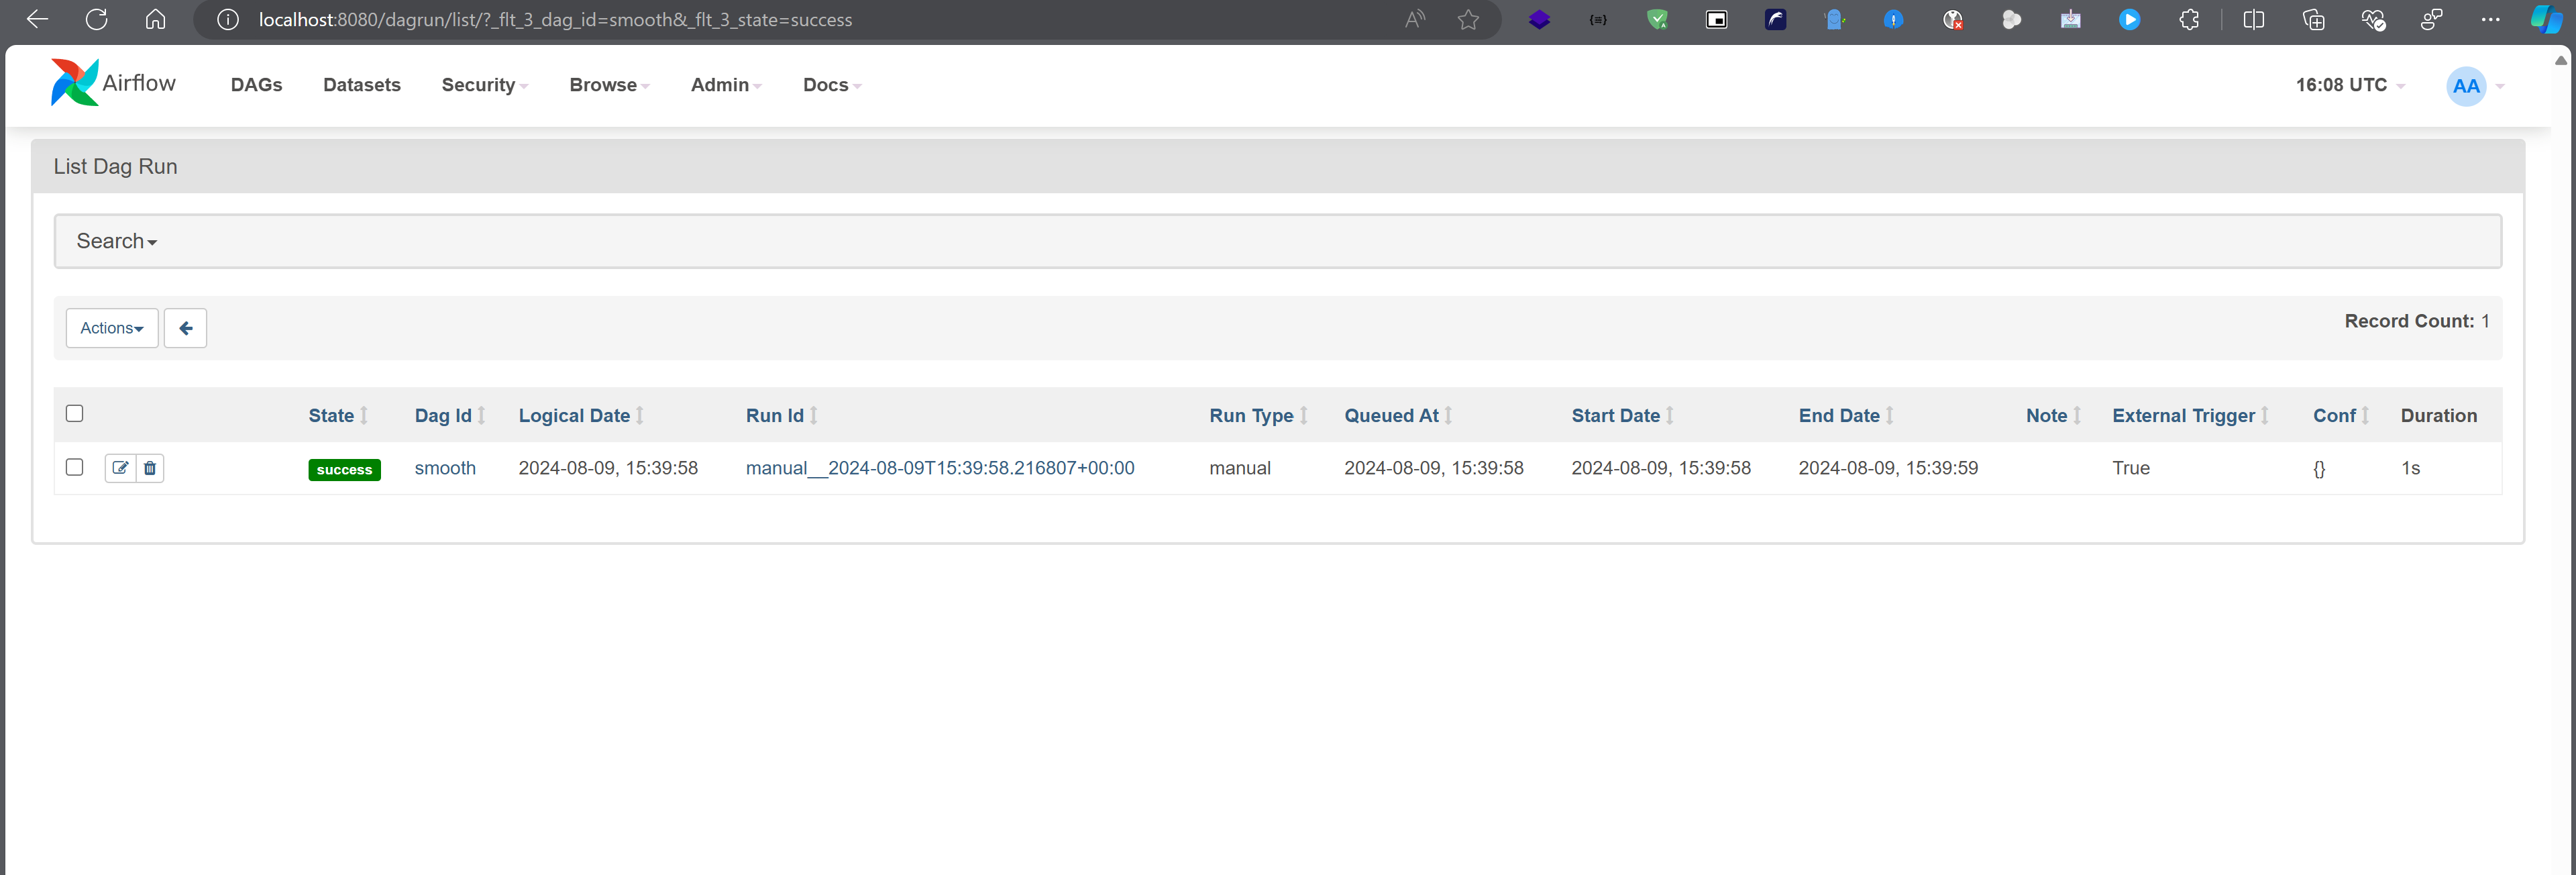 localhost:8080/dagrun/list/?_flt_3_dag_id=smooth&_flt_3_state=success
Airflow DAGs Datasets Security Browse Admin Docs 16:08 UTC AA
List Dag Run
Search
Actions Record Count: 1
State Dag Id Logical Date Run Id Run Type Queued At Start Date End Date Note External Trigger Conf Duration
success smooth 2024-08-09, 15:39:58 manual__2024-08-09T15:39:58.216807+00:00 manual 2024-08-09, 15:39:58 2024-08-09, 15:39:58 2024-08-09, 15:39:59 True {} 1s